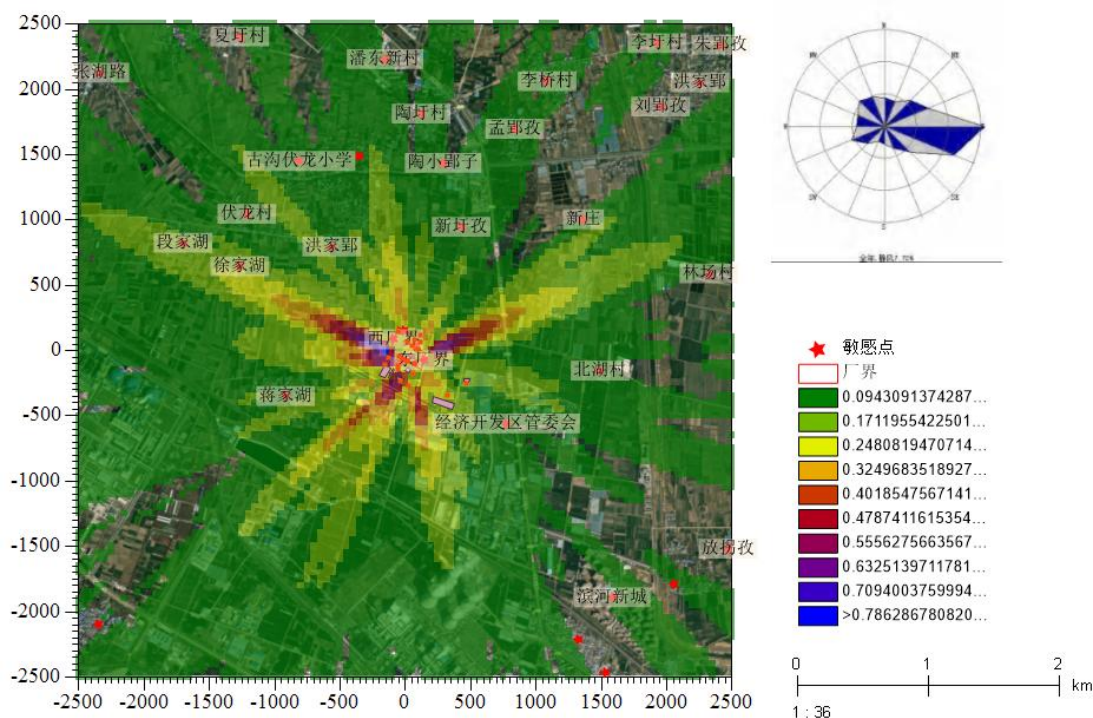 2500
2000
1500
1000
500
0
-500
-1000
-1500
-2000
-2500
-2500 -2000 -1500 -1000 -500 0 500 1000 1500 2000 2500
夏圩村
李圩村
朱郢孜
潘东新村
张湖路
李桥村
洪家郢
刘郢孜
陶圩村
孟郢孜
古沟伏龙小学
陶小郢子
伏龙村
新圩孜
新庄
段家湖
洪家郢
徐家湖
林场村
西厂界
东厂界
北湖村
蒋家湖
经济开发区管委会
放拐孜
滨河新城
N
E
S
W
敏感点
厂界
0.0943091374287...
0.1711955422501...
0.2480819470714...
0.3249683518927...
0.4018547567141...
0.4787411615354...
0.5556275663567...
0.6325139711781...
0.7094003759994...
>0.786286780820...
0 1 2
km
1 : 36